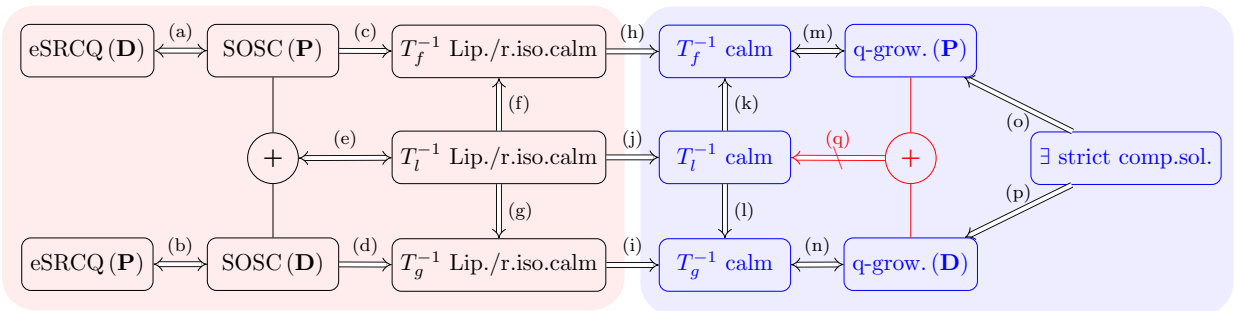 eSRCQ (D) (a) SOSC (P) (c) T_f^{-1} Lip./r.iso.calm (h) T_f^{-1} calm (m) q-grow. (P)
(f) (k) (o)
+ (e) T_l^{-1} Lip./r.iso.calm (j) T_l^{-1} calm (q) + ∃ strict comp.sol.
(g) (l) (p)
eSRCQ (P) (b) SOSC (D) (d) T_g^{-1} Lip./r.iso.calm (i) T_g^{-1} calm (n) q-grow. (D)